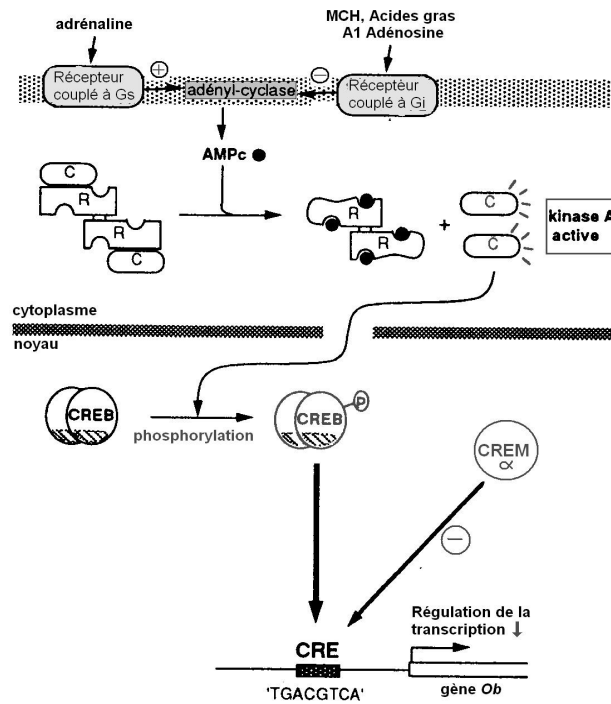 adrénaline
MCH, Acides gras
A1 Adénosine
Récepteur
couplé à Gs
+
adényl-cyclase
−
Récepteur
couplé à Gi
AMPc
C
R
R
C
R
R
+
C
C
kinase A
active
cytoplasme
noyau
CREB
phosphorylation
CREB
P
CREM
α
−
Régulation de la
transcription ↓
CRE
'TGACGTCA'
gène Ob